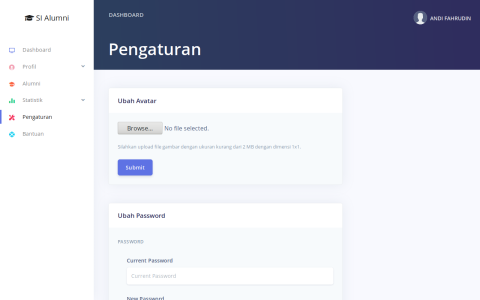 SI Alumni
DASHBOARD
ANDI FAHRUDIN
Dashboard
Profil
Alumni
Statistik
Pengaturan
Bantuan
Pengaturan
Ubah Avatar
Browse... No file selected.
Silahkan upload file gambar dengan ukuran kurang dari 2 MB dengan dimensi 1x1.
Submit
Ubah Password
PASSWORD
Current Password
Current Password
New Password